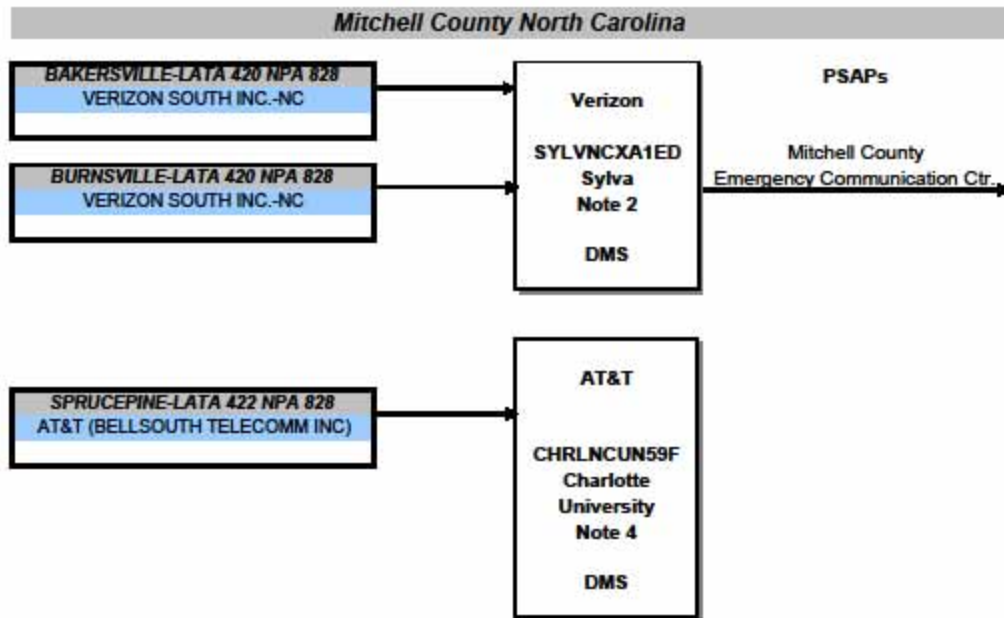 Mitchell County North Carolina
BAKERSVILLE-LATA 420 NPA 828
VERIZON SOUTH INC.-NC
BURNSVILLE-LATA 420 NPA 828
VERIZON SOUTH INC.-NC
Verizon
SYLVNCXA1ED
Sylva
Note 2
DMS
PSAPs
Mitchell County
Emergency Communication Ctr.
SPRUCEPINE-LATA 422 NPA 828
AT&T (BELLSOUTH TELECOMM INC)
AT&T
CHRLNCUN59F
Charlotte
University
Note 4
DMS